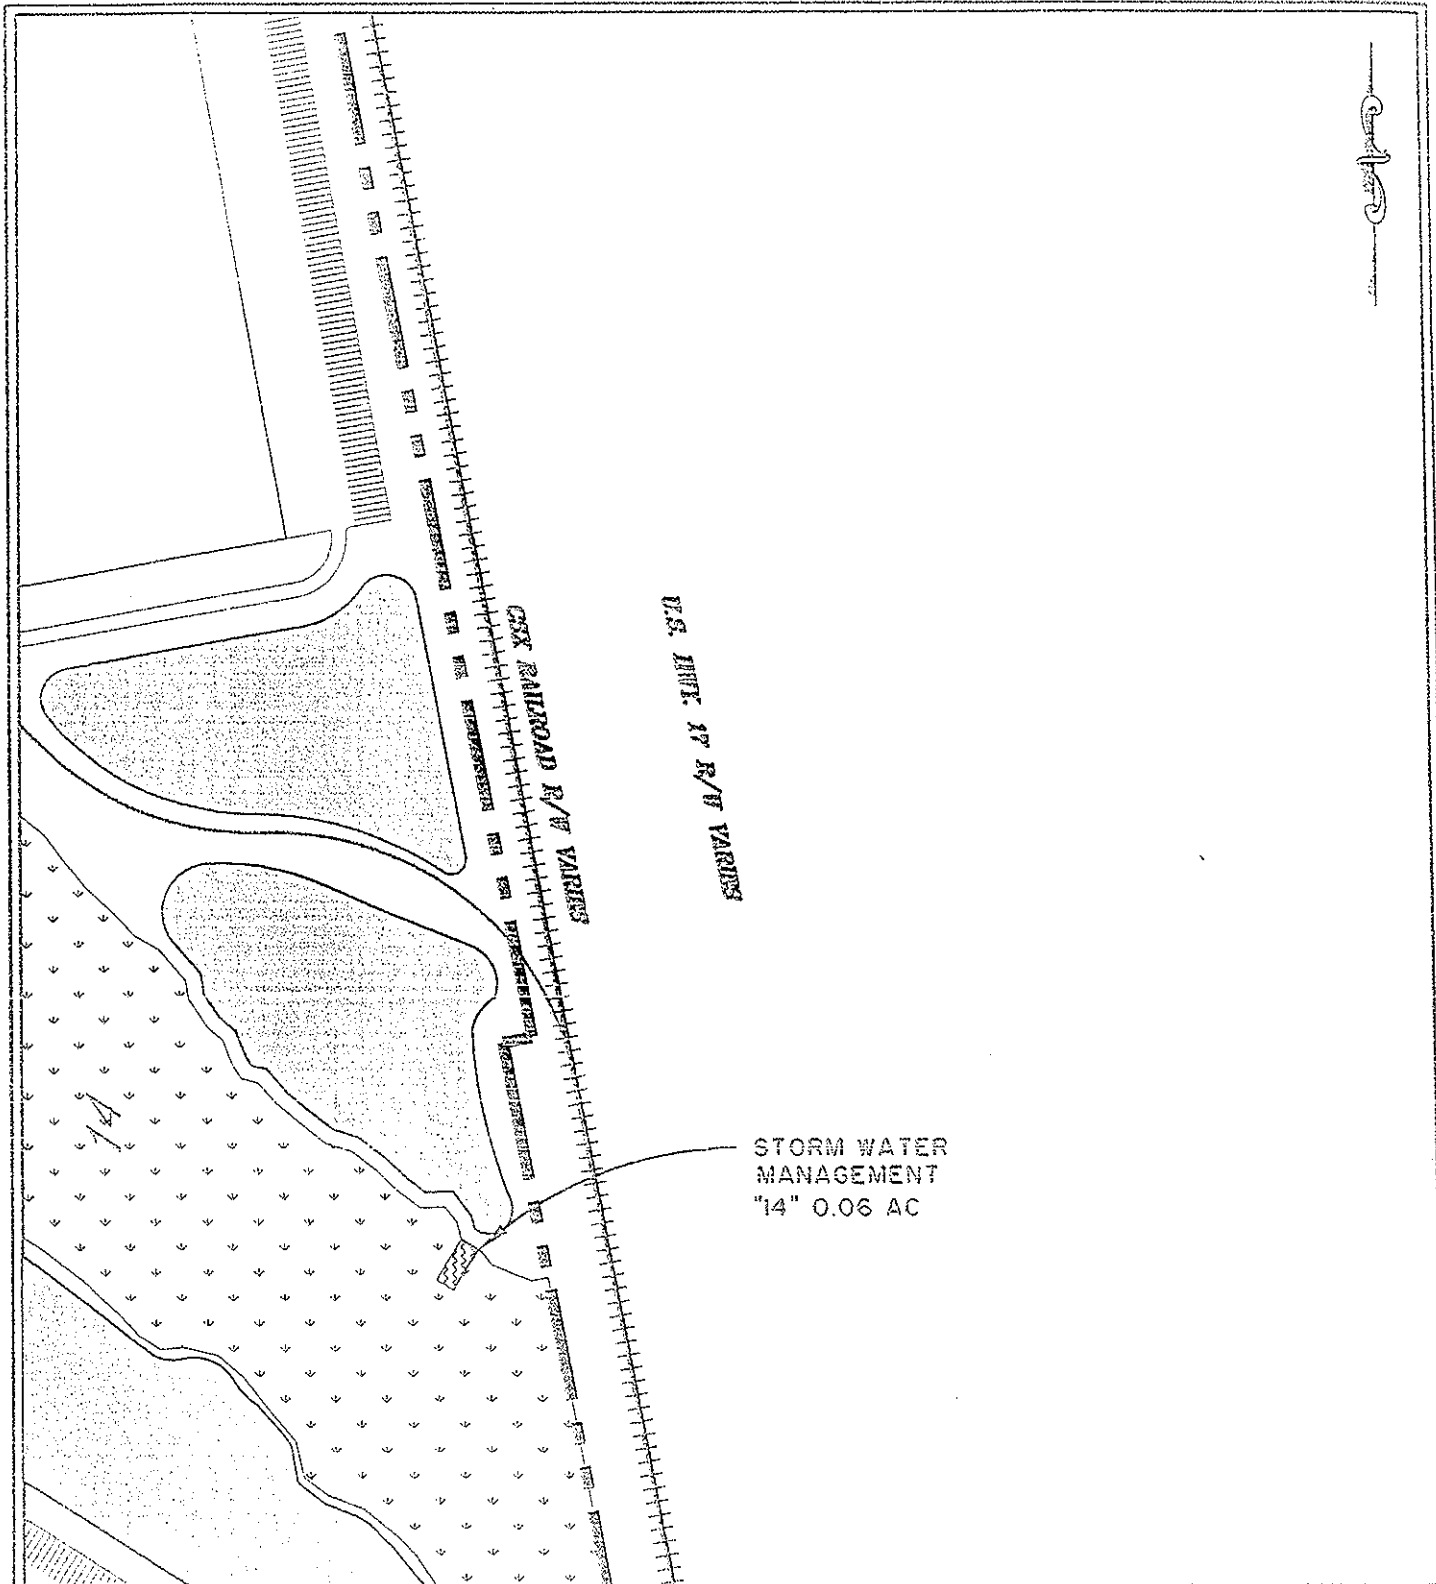 CSX RAILROAD R/W VARIES
U.S. HWY. 17 R/W VARIES
14
STORM WATER
MANAGEMENT
"14" 0.06 AC